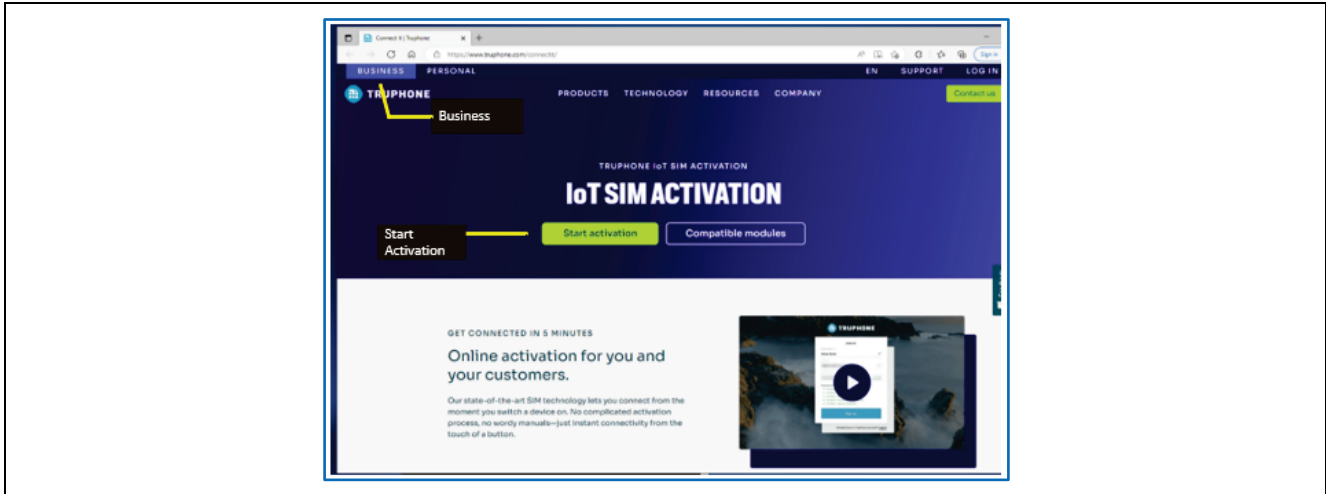 Connect It | Truphone
https://www.truphone.com/connectit/
Sign in
BUSINESS PERSONAL EN SUPPORT LOG IN
TRUPHONE PRODUCTS TECHNOLOGY RESOURCES COMPANY Contact us
Business
TRUPHONE IoT SIM ACTIVATION
IoT SIM ACTIVATION
Start activation Compatible modules
Start
Activation
GET CONNECTED IN 5 MINUTES
Online activation for you and
your customers.
Our state-of-the-art SIM technology lets you connect from the
moment you switch a device on. No complicated activation
process, no wordy manuals—just instant connectivity from the
touch of a button.
TRUPHONE